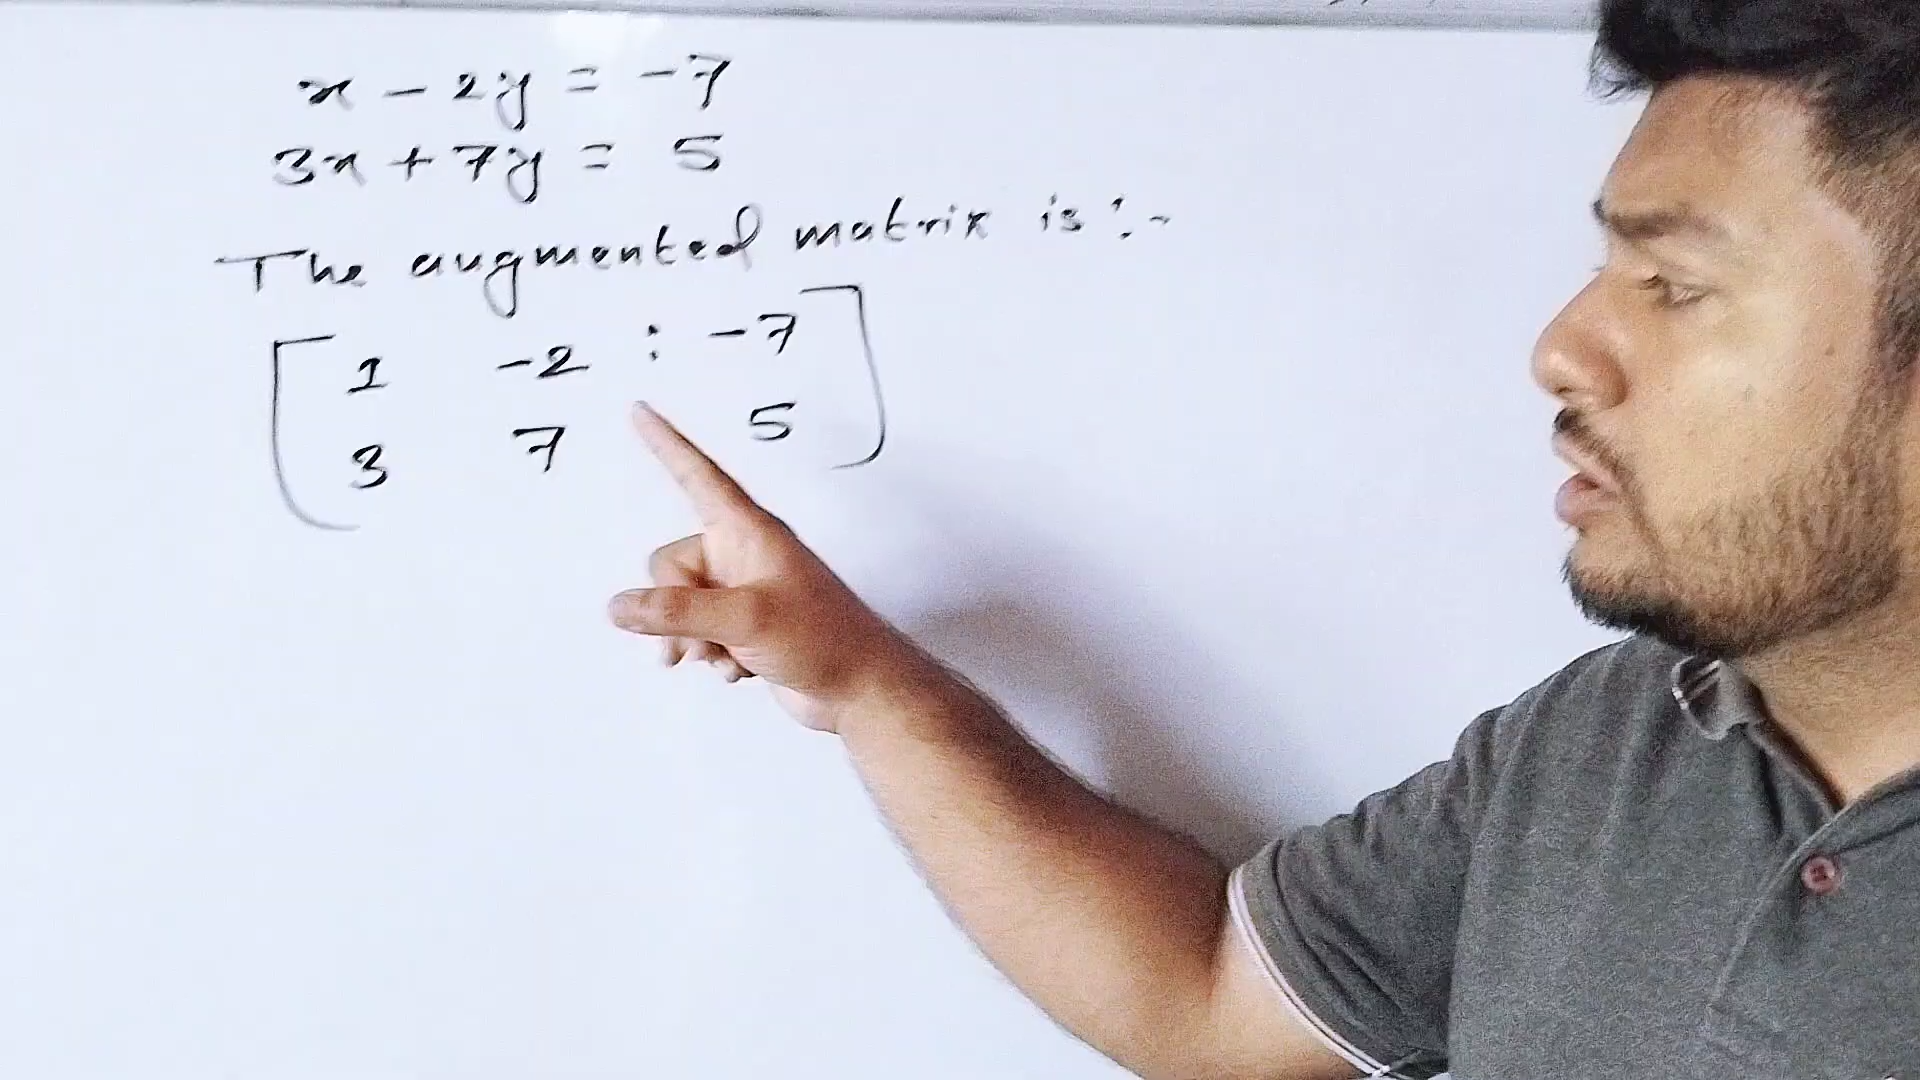 x - 2y = -7
3x + 7y = 5
The augmented matrix is :-
1 -2 : -7
3 7 5